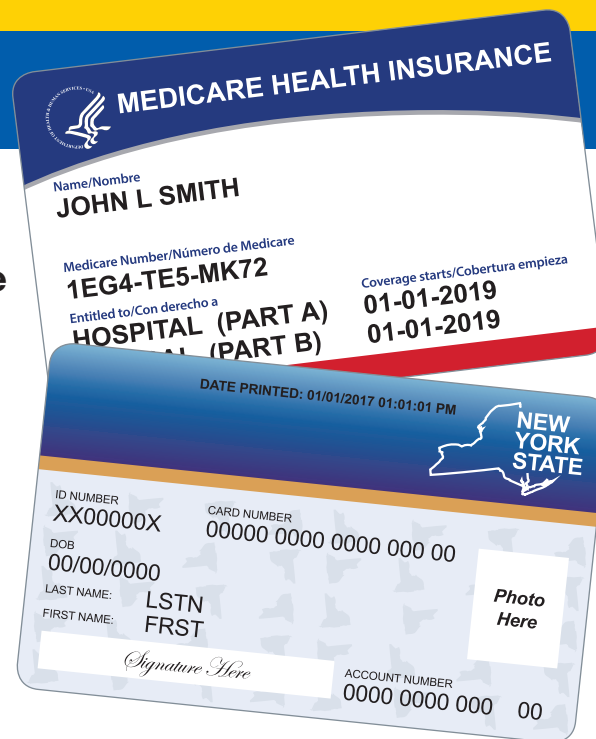 MEDICARE HEALTH INSURANCE
Name/Nombre
JOHN L SMITH
Medicare Number/Número de Medicare
1EG4-TE5-MK72
Entitled to/Con derecho a
HOSPITAL (PART A)
(PART B)
Coverage starts/Cobertura empieza
01-01-2019
01-01-2019
e
DATE PRINTED: 01/01/2017 01:01:01 PM
NEW
YORK
STATE
ID NUMBER
XX00000X
CARD NUMBER
00000 0000 0000 000 00
DOB
00/00/0000
LAST NAME: LSTN
FIRST NAME: FRST
Photo
Here
Signature Here
ACCOUNT NUMBER
0000 0000 000 00